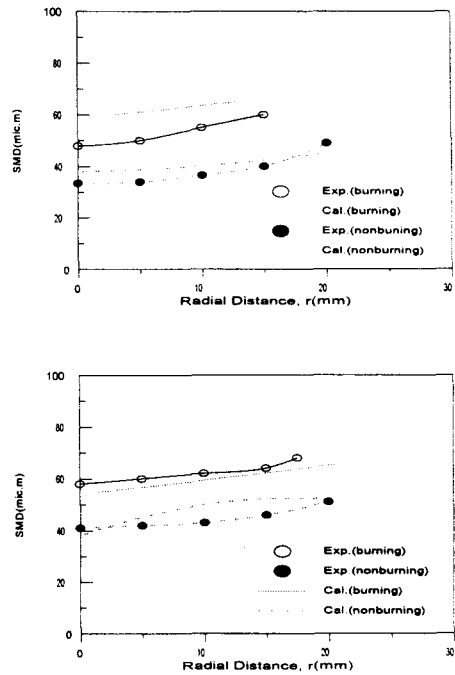 100
80
60
40
20
0
SMD(mic.m)
Exp.(burning)
Cal.(burning)
Exp.(nonbuning)
Cal.(nonburning)
0 10 20 30
Radial Distance, r(mm)
100
80
60
40
20
0
SMD(mic.m)
Exp.(burning)
Exp (nonburning)
Cal.(burning)
Cal.(nonburning)
0 10 20 30
Radial Distance, r(mm)